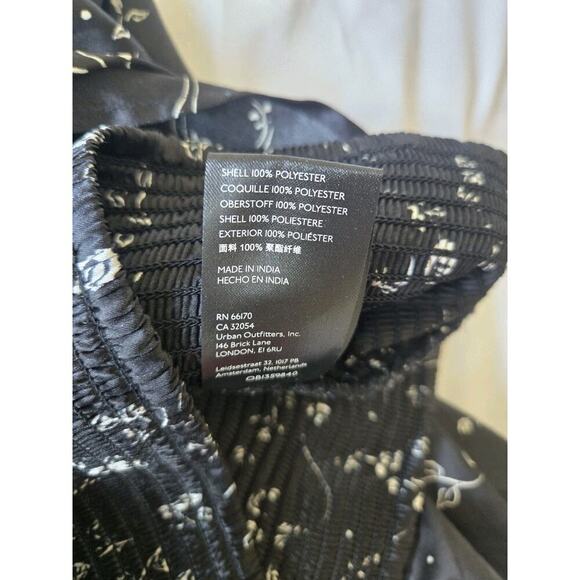 SHELL 100% POLYESTER
COQUILLE 100% POLYESTER
OBERSTOFF 100% POLYESTER
SHELL 100% POLIESTERE
EXTERIOR 100% POLIÉSTER
面料 100% 聚酯纤维
MADE IN INDIA
HECHO EN INDIA
RN 66170
CA 32054
Urban Outfitters, Inc.
146 Brick Lane
LONDON, E1 6RU
Leidsestraat 32, 1017 PB
Amsterdam, Netherlands